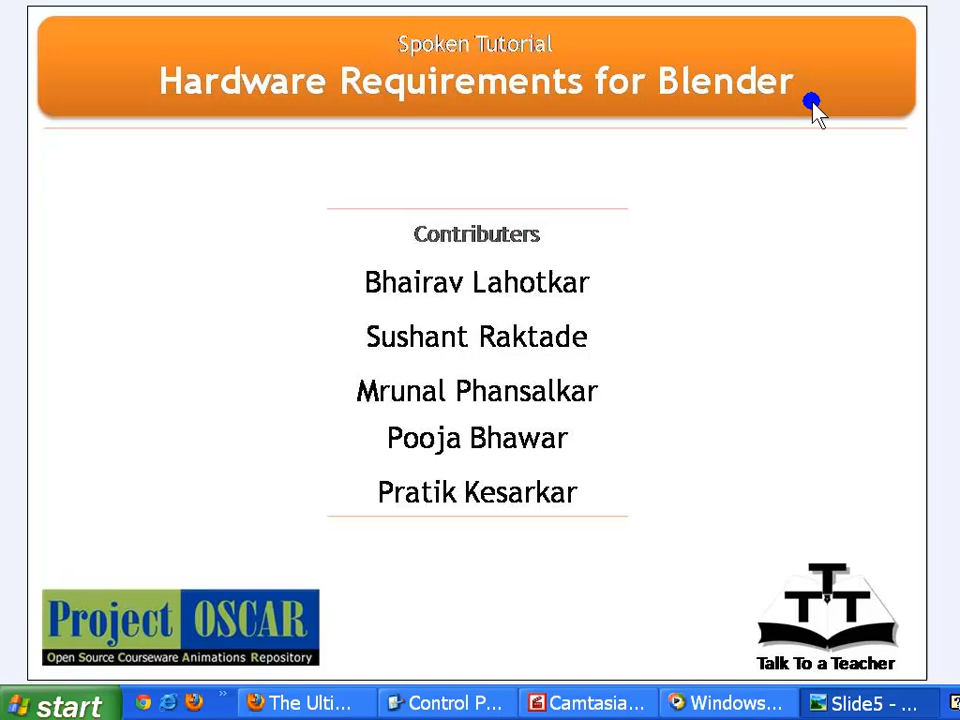 Spoken Tutorial
Hardware Requirements for Blender
Contributers
Bhairav Lahotkar
Sushant Raktade
Mrunal Phansalkar
Pooja Bhawar
Pratik Kesarkar
Project OSCAR
Open Source Courseware Animations Repository
T T T
Talk To a Teacher
start
The Ulti...
Control P...
Camtasia...
Windows...
Slide5 - ...